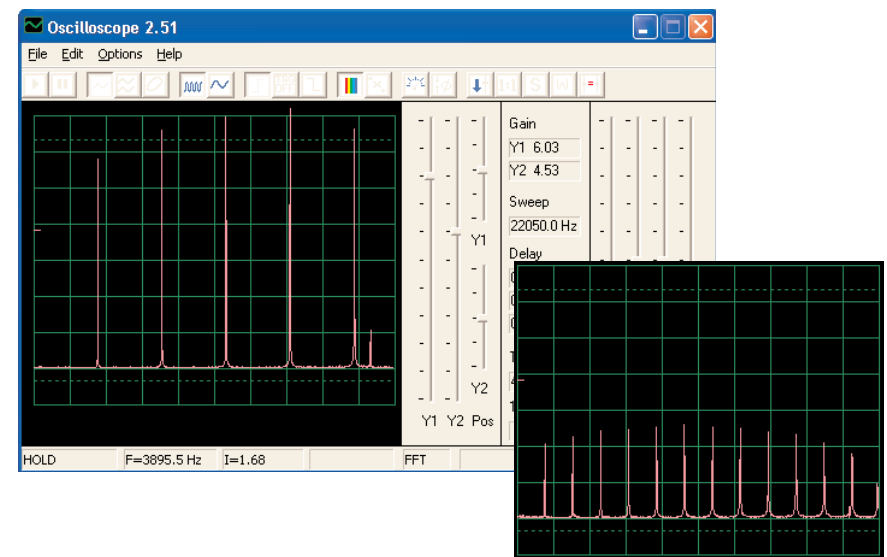 Oscilloscope 2.51
File Edit Options Help
Gain
Y1 6.03
Y2 4.53
Sweep
22050.0 Hz
Delay
Y1
Y2
Y1 Y2 Pos
HOLD F=3895.5 Hz I=1.68 FFT